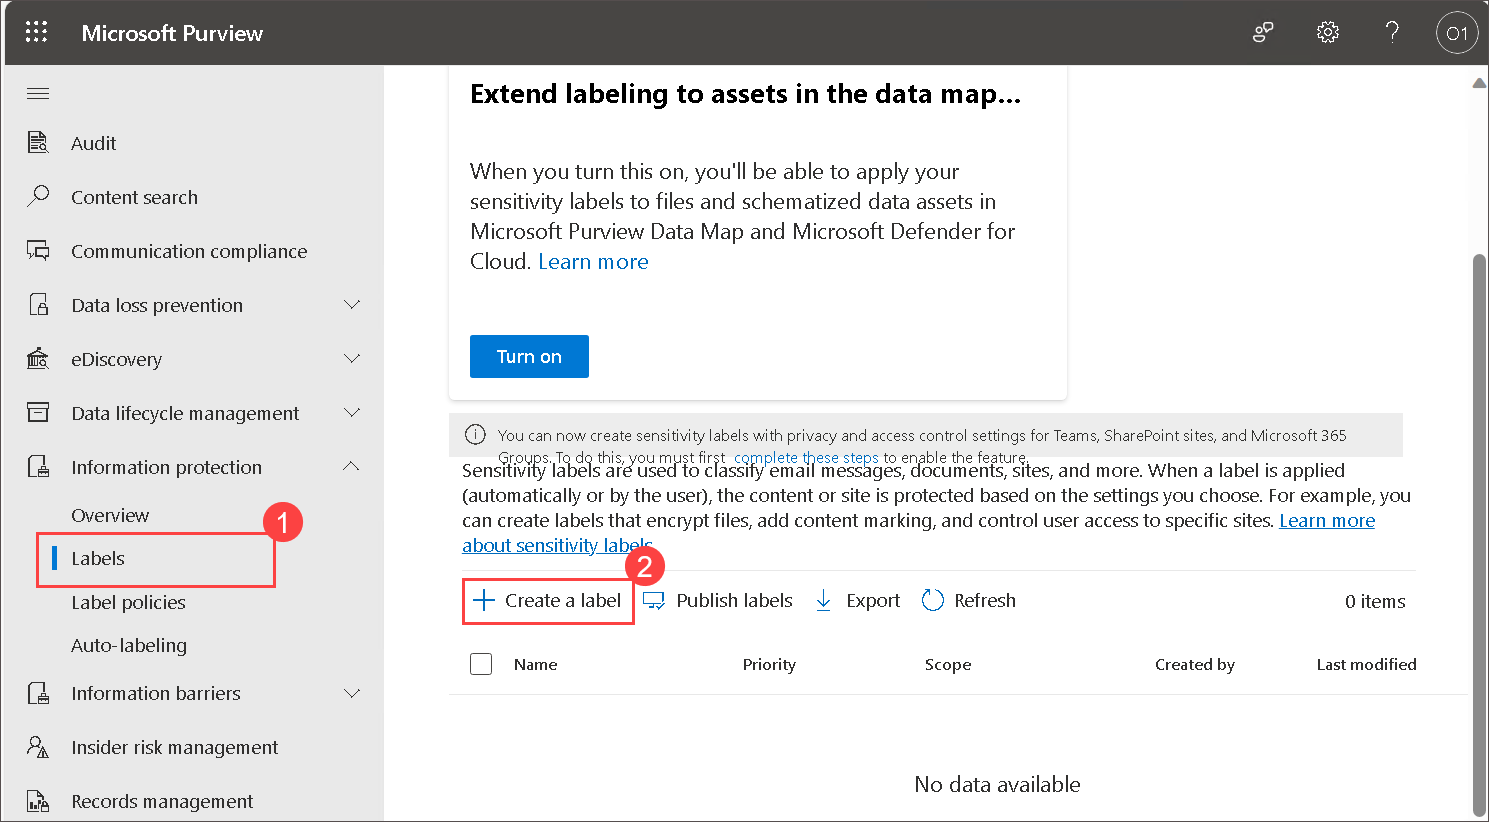 Microsoft Purview
O1
Audit
Content search
Communication compliance
Data loss prevention
eDiscovery
Data lifecycle management
Information protection
Overview
1
Labels
Label policies
Auto-labeling
Information barriers
Insider risk management
Records management
Extend labeling to assets in the data map...
When you turn this on, you'll be able to apply your
sensitivity labels to files and schematized data assets in
Microsoft Purview Data Map and Microsoft Defender for
Cloud. Learn more
Turn on
You can now create sensitivity labels with privacy and access control settings for Teams, SharePoint sites, and Microsoft 365
Groups. To do this, you must first complete these steps to enable the feature.
Sensitivity labels are used to classify email messages, documents, sites, and more. When a label is applied
(automatically or by the user), the content or site is protected based on the settings you choose. For example, you
can create labels that encrypt files, add content marking, and control user access to specific sites. Learn more
about sensitivity labels
2
Create a label Publish labels Export Refresh 0 items
Name Priority Scope Created by Last modified
No data available